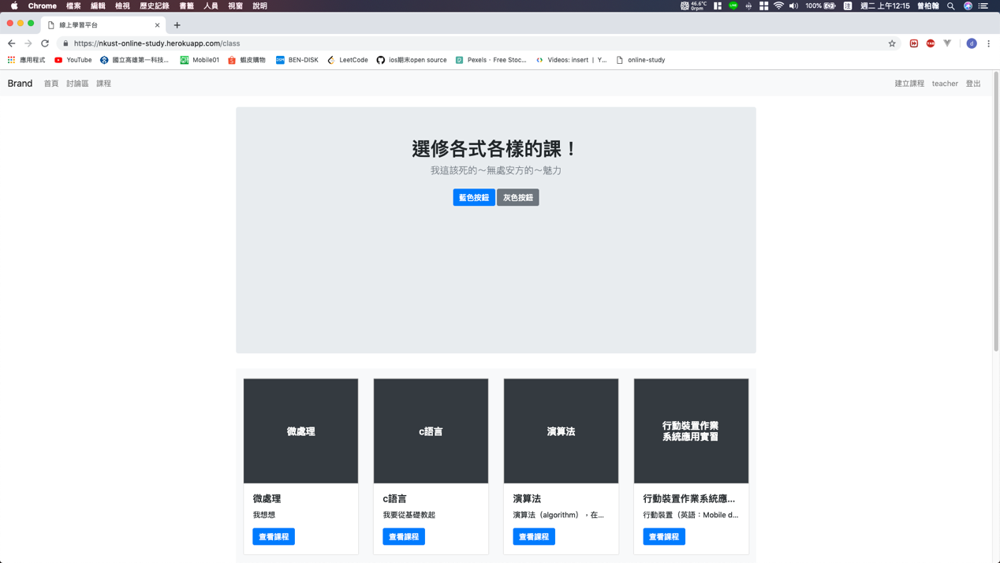 Chrome 檔案 編輯 檢視 歷史記錄 書籤 人員 視窗 說明 46.6°C 0rpm LINE 100% 注 週二 上午12:15 曾柏翰
線上學習平台
https://nkust-online-study.herokuapp.com/class d
應用程式 YouTube 國立高雄第一科技... Mobile01 蝦皮購物 BEN-DISK LeetCode ios期末open source Pexels · Free Stoc... Videos: insert | Y... online-study
Brand 首頁 討論區 課程 建立課程 teacher 登出
選修各式各樣的課！
我這該死的～無處安方的～魅力
藍色按鈕 灰色按鈕
微處理 c語言 演算法 行動裝置作業
系統應用實習
微處理 c語言 演算法 行動裝置作業系統應...
我想想 我要從基礎教起 演算法（algorithm），在... 行動裝置（英語：Mobile d...
查看課程 查看課程 查看課程 查看課程